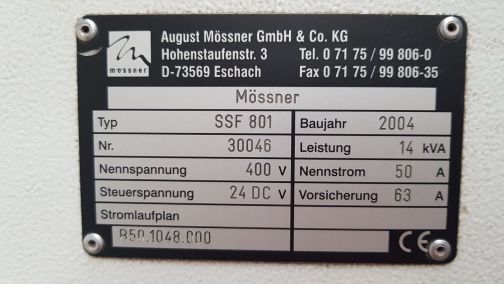 August Mössner GmbH & Co. KG
Hohenstaufenstr. 3 Tel. 0 71 75 / 99 806-0
D-73569 Eschach Fax 0 71 75 / 99 806-35
mössner
Mössner
Typ SSF 801 Baujahr 2004
Nr. 30046 Leistung 14 kVA
Nennspannung 400 V Nennstrom 50 A
Steuerspannung 24 DC V Vorsicherung 63 A
Stromlaufplan
B50.1048.000 CE